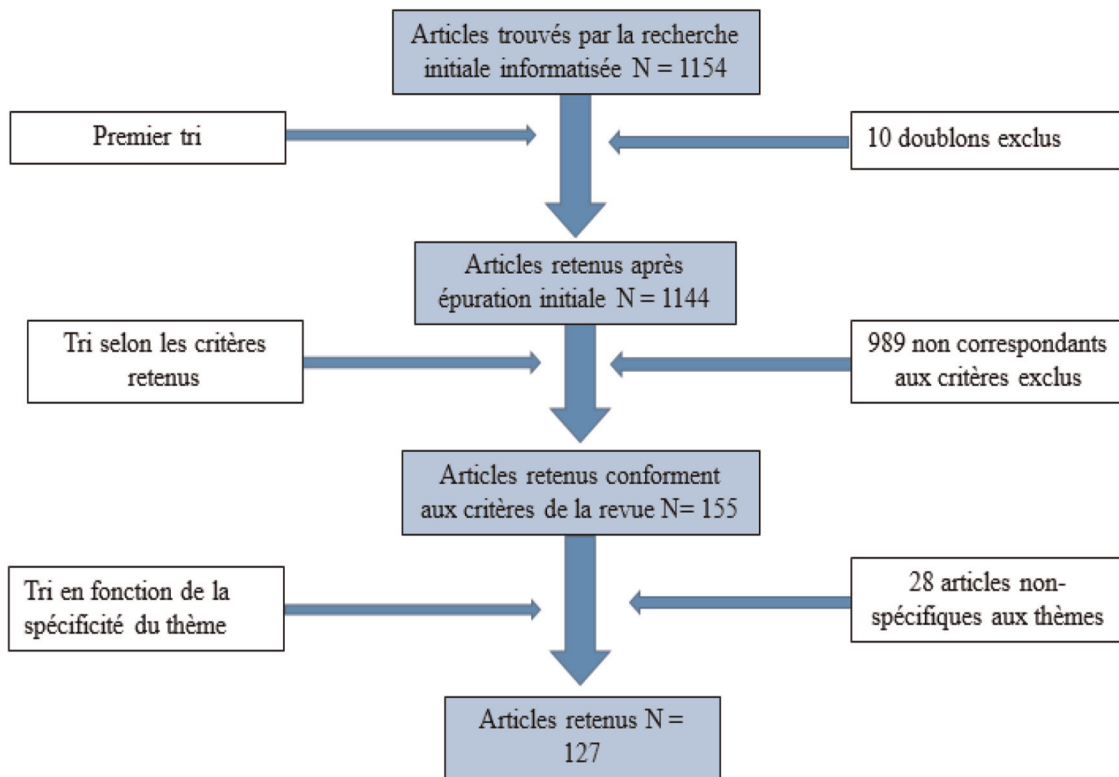 Articles trouvés par la recherche
initiale informatisée N = 1154
Premier tri
10 doublons exclus
Articles retenus après
épuration initiale N = 1144
Tri selon les critères
retenus
989 non correspondants
aux critères exclus
Articles retenus conforment
aux critères de la revue N= 155
Tri en fonction de la
spécificité du thème
28 articles non-
spécifiques aux thèmes
Articles retenus N =
127